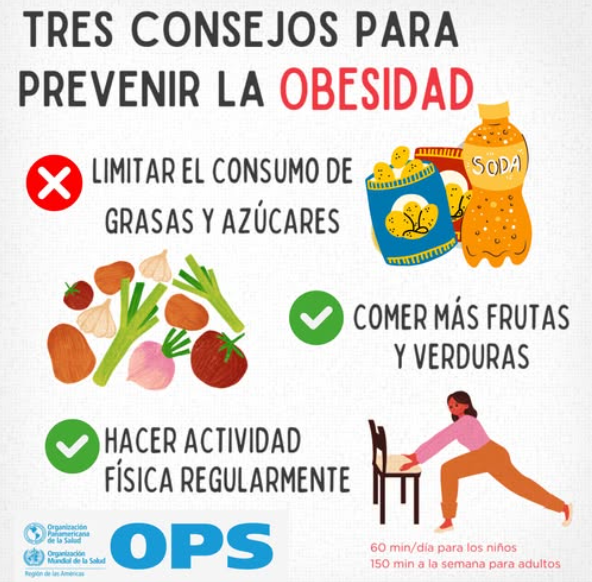 TRES CONSEJOS PARA
PREVENIR LA OBESIDAD
LIMITAR EL CONSUMO DE
GRASAS Y AZÚCARES
SODA
COMER MÁS FRUTAS
Y VERDURAS
HACER ACTIVIDAD
FÍSICA REGULARMENTE
Organización
Panamericana
de la Salud
Organización
Mundial de la Salud
Región de las Américas
OPS
60 min/día para los niños
150 min a la semana para adultos